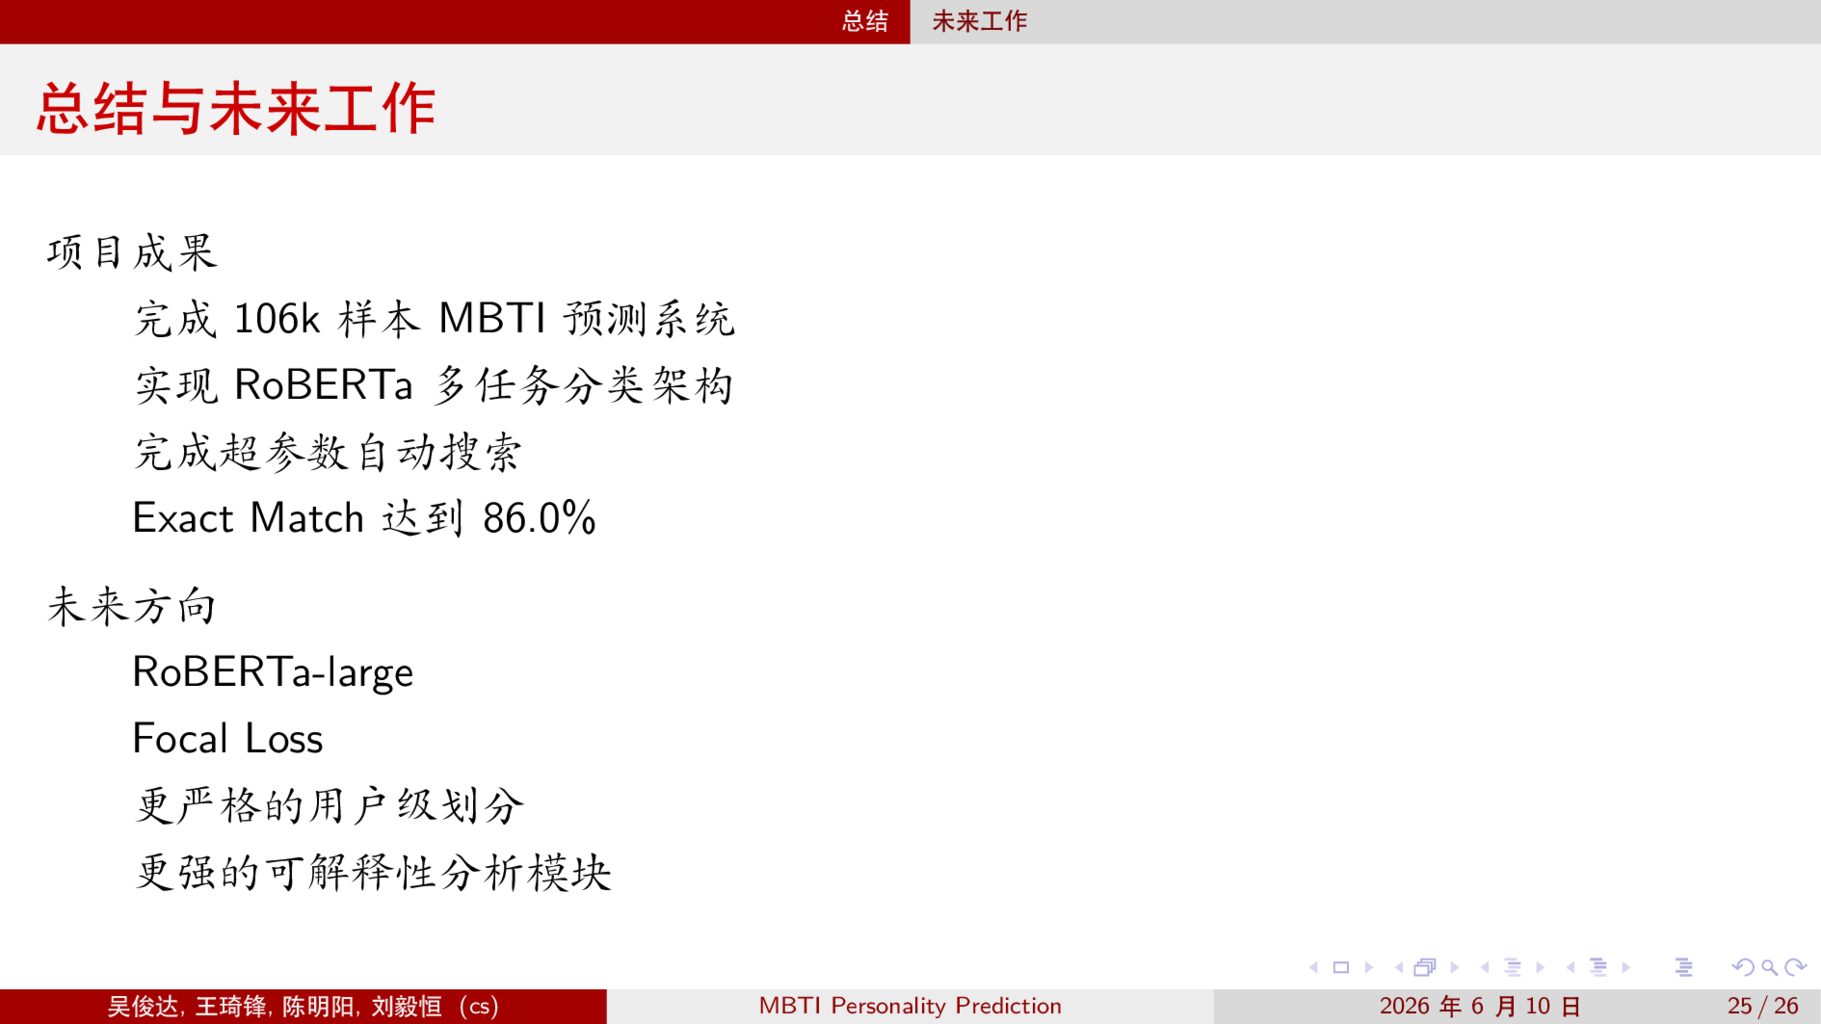 总结 未来工作
总结与未来工作
项目成果
完成 106k 样本 MBTI 预测系统
实现 RoBERTa 多任务分类架构
完成超参数自动搜索
Exact Match 达到 86.0%
未来方向
RoBERTa-large
Focal Loss
更严格的用户级划分
更强的可解释性分析模块
吴俊达, 王琦锋, 陈明阳, 刘毅恒 (cs) MBTI Personality Prediction 2026 年 6 月 10 日 25 / 26